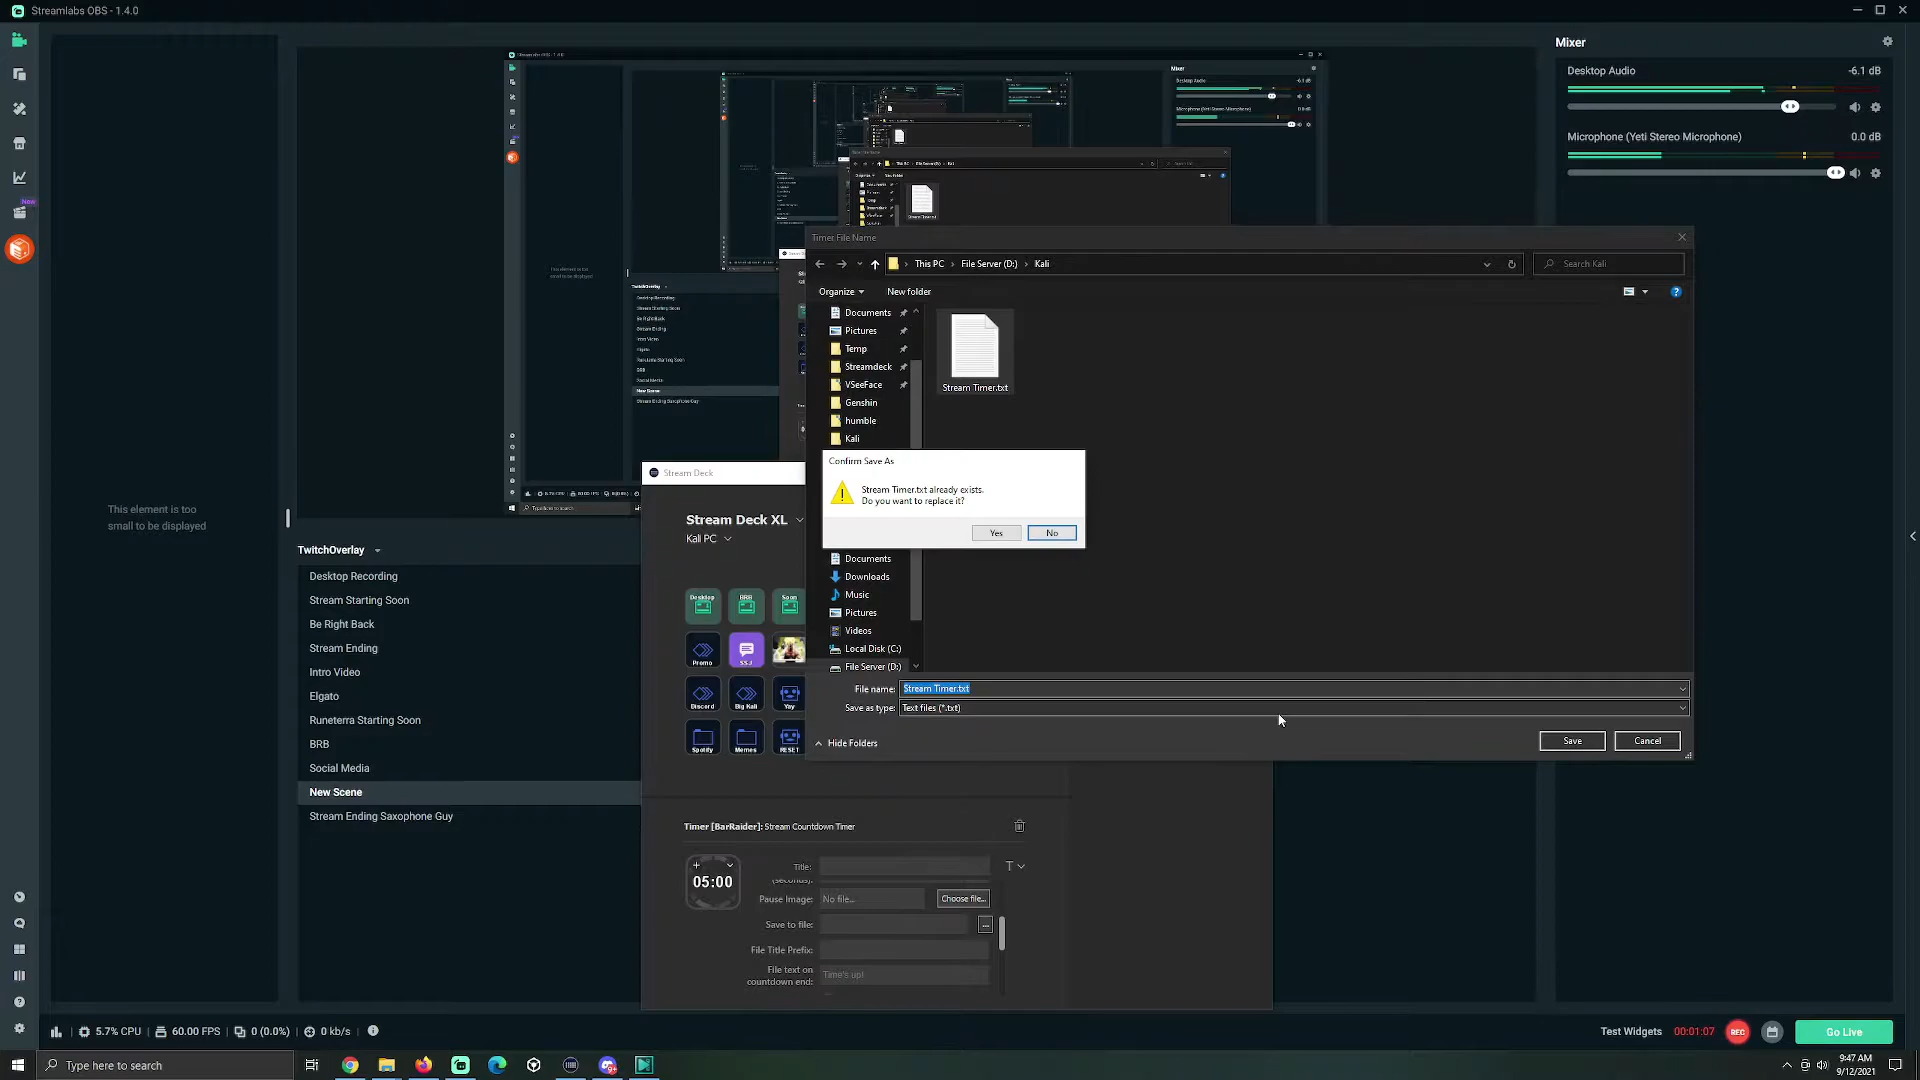 Streamlabs OBS - 1.4.0
New
This element is too
small to be displayed
Mixer
Desktop Audio
-6.1 dB
Microphone (Yeti Stereo Microphone)
0.0 dB
Timer File Name
This PC
File Server (D:)
Kali
Search Kali
Organize
New folder
Documents
Pictures
Temp
Streamdeck
VSeeFace
Genshin
humble
Kali
Stream Timer.txt
Confirm Save As
Stream Timer.txt already exists.
Do you want to replace it?
Yes
No
Documents
Downloads
Music
Pictures
Videos
Local Disk (C:)
File Server (D:)
File name:
Stream Timer.txt
Save as type:
Text files (*.txt)
Hide Folders
Save
Cancel
Stream Deck
Stream Deck XL
Kali PC
Desktop
BRB
Soon
Promo
SSJ
Discord
Big Kali
Yay
Spotify
Memes
RESET
TwitchOverlay
Desktop Recording
Stream Starting Soon
Be Right Back
Stream Ending
Intro Video
Elgato
Runeterra Starting Soon
BRB
Social Media
New Scene
Stream Ending Saxophone Guy
Timer [BarRaider]: Stream Countdown Timer
05:00
Title:
(seconds):
Pause Image:
No file...
Choose file...
Save to file:
...
File Title Prefix:
File text on
countdown end:
Time's up!
5.7% CPU
60.00 FPS
0 (0.0%)
0 kb/s
Test Widgets
00:01:07
REC
Go Live
Type here to search
9:47 AM
9/12/2021